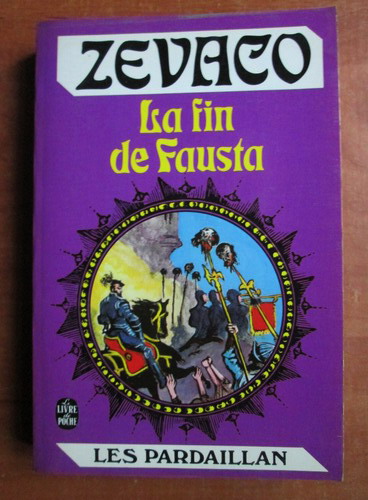 ZEVACO
La fin
de Fausta
Le
LIVRE
de
POCHE
LES PARDAILLAN